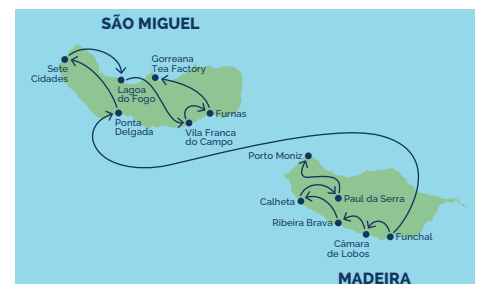 SÃO MIGUEL
Gorreana
Tea Factory
Sete
Cidades
Lagoa
do Fogo
Furnas
Ponta
Delgada
Vila Franca
do Campo
Porto Moniz
Calheta
Paul da Serra
Ribeira Brava
Funchal
Câmara
de Lobos
MADEIRA